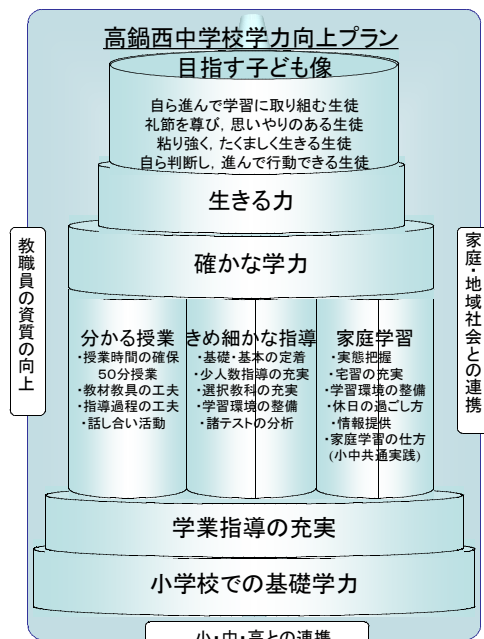 高鍋西中学校学力向上プラン
目指す子ども像
自ら進んで学習に取り組む生徒
礼節を尊び,思いやりのある生徒
粘り強く,たくましく生きる生徒
自ら判断し,進んで行動できる生徒
生きる力
確かな学力
教職員の資質の向上
家庭・地域社会との連携
分かる授業
・授業時間の確保
50分授業
・教材教具の工夫
・指導過程の工夫
・話し合い活動
きめ細かな指導
・基礎・基本の定着
・少人数指導の充実
・選択教科の充実
・学習環境の整備
・諸テストの分析
家庭学習
・実態把握
・宅習の充実
・学習環境の整備
・休日の過ごし方
・情報提供
・家庭学習の仕方
(小中共通実践)
学業指導の充実
小学校での基礎学力
小・中・高との連携